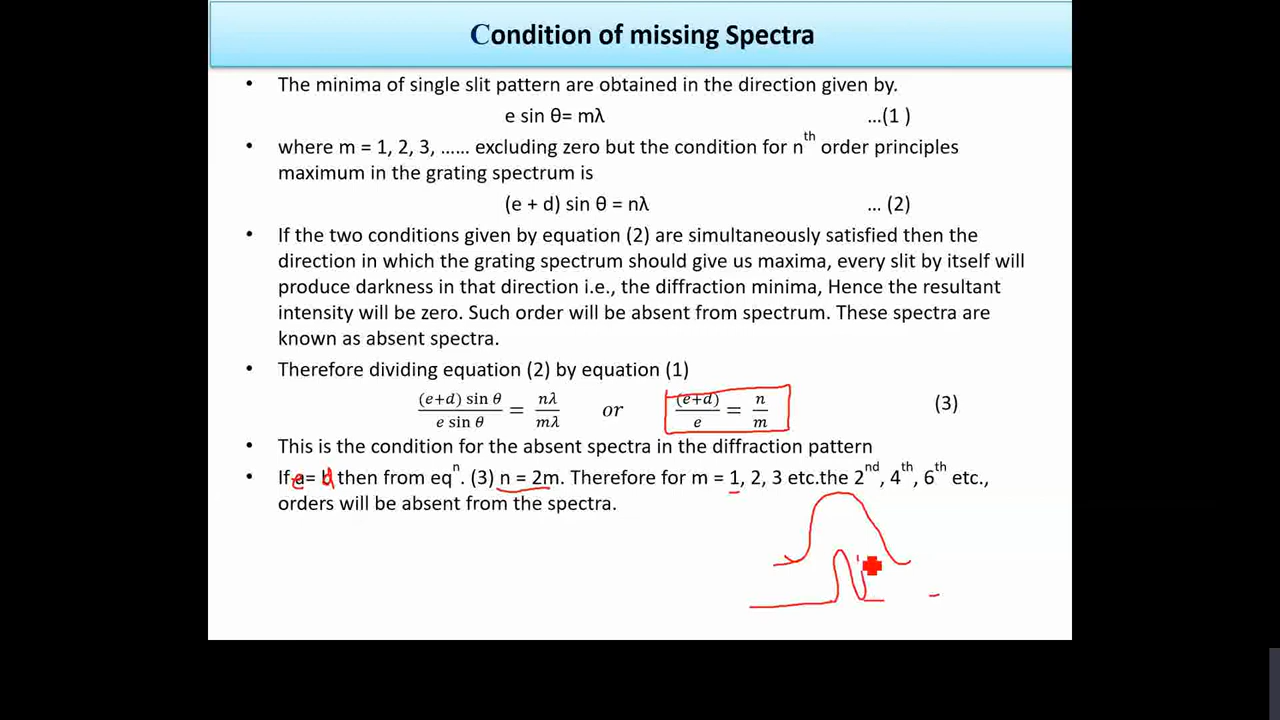 Condition of missing Spectra
• The minima of single slit pattern are obtained in the direction given by.
e sin θ= mλ ...(1 )
• where m = 1, 2, 3, …... excluding zero but the condition for nth order principles
maximum in the grating spectrum is
(e + d) sin θ = nλ ... (2)
• If the two conditions given by equation (2) are simultaneously satisfied then the
direction in which the grating spectrum should give us maxima, every slit by itself will
produce darkness in that direction i.e., the diffraction minima, Hence the resultant
intensity will be zero. Such order will be absent from spectrum. These spectra are
known as absent spectra.
• Therefore dividing equation (2) by equation (1)
(e+d) sin θ / e sin θ = nλ / mλ or (e+d) / e = n / m (3)
• This is the condition for the absent spectra in the diffraction pattern
• If e= d then from eqn. (3) n = 2m. Therefore for m = 1, 2, 3 etc.the 2nd, 4th, 6th etc.,
orders will be absent from the spectra.